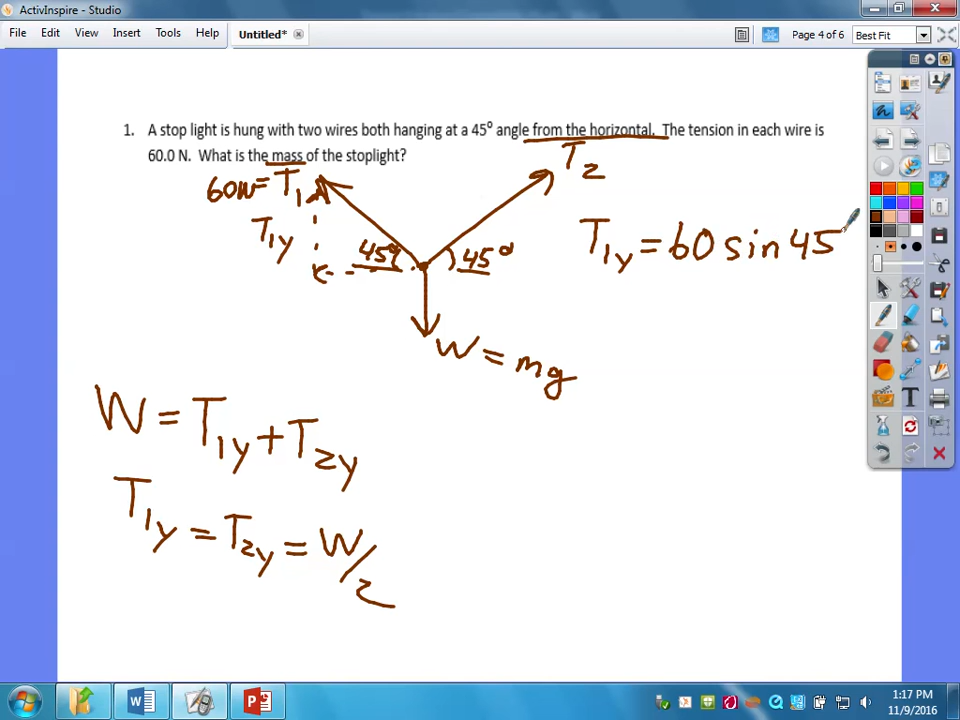 ActivInspire - Studio
File Edit View Insert Tools Help Untitled* Page 4 of 6 Best Fit
1. A stop light is hung with two wires both hanging at a 45⁰ angle from the horizontal. The tension in each wire is
60.0 N. What is the mass of the stoplight?
60N = T₁
T₂
T₁y
45°
45°
T₁y = 60 sin 45
W = mg
W = T₁y + T₂y
T₁y = T₂y = W/2
1:17 PM
11/9/2016